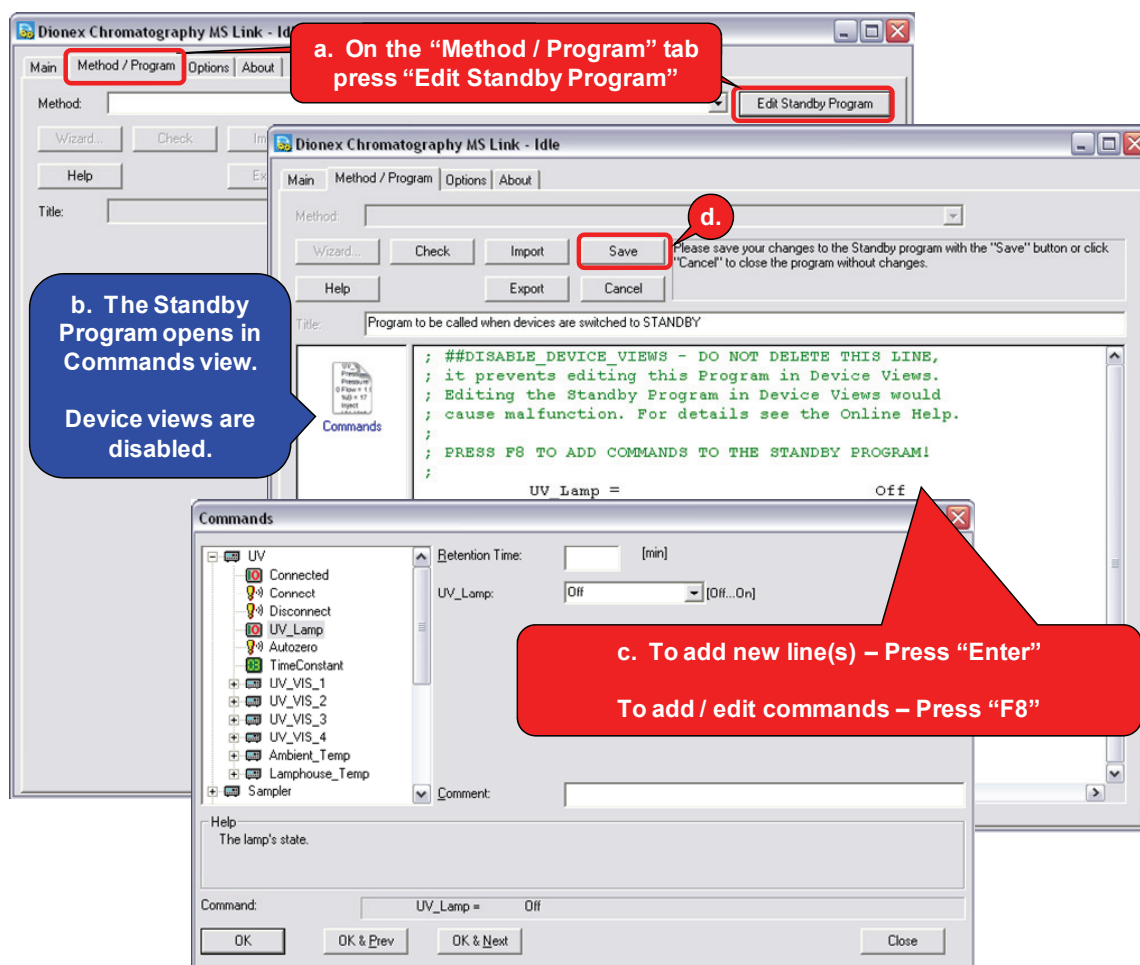 Dionex Chromatography MS Link - Id
Main Method / Program Options About
a. On the “Method / Program” tab
press “Edit Standby Program”
Method:
Edit Standby Program
Wizard... Check Im
Help Ex
Title:
Dionex Chromatography MS Link - Idle
Main Method / Program Options About
Method:
d.
Wizard... Check Import Save
Please save your changes to the Standby program with the "Save" button or click
"Cancel" to close the program without changes.
Help Export Cancel
Title: Program to be called when devices are switched to STANDBY
b. The Standby
Program opens in
Commands view.
Device views are
disabled.
Commands
; ##DISABLE_DEVICE_VIEWS - DO NOT DELETE THIS LINE,
; it prevents editing this Program in Device Views.
; Editing the Standby Program in Device Views would
; cause malfunction. For details see the Online Help.
;
; PRESS F8 TO ADD COMMANDS TO THE STANDBY PROGRAM!
;
UV_Lamp = Off
Commands
UV
Connected
Connect
Disconnect
UV_Lamp
Autozero
TimeConstant
UV_VIS_1
UV_VIS_2
UV_VIS_3
UV_VIS_4
Ambient_Temp
Lamphouse_Temp
Sampler
Retention Time: [min]
UV_Lamp: Off [Off...On]
c. To add new line(s) – Press “Enter”
To add / edit commands – Press “F8”
Comment:
Help
The lamp's state.
Command: UV_Lamp = Off
OK OK & Prev OK & Next Close